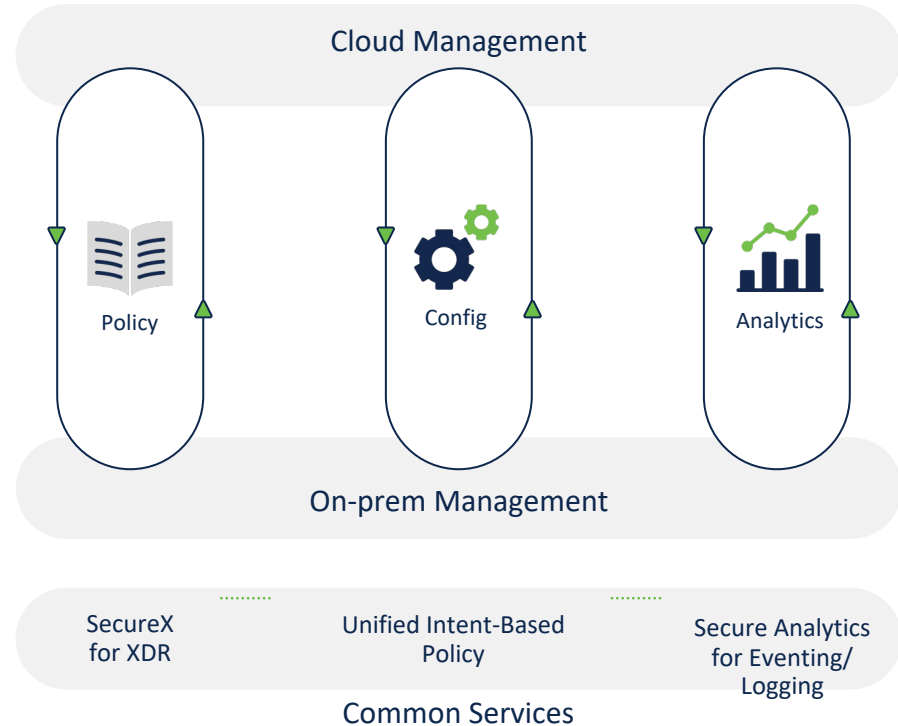 Cloud Management
Policy
Config
Analytics
On-prem Management
SecureX
for XDR
Unified Intent-Based
Policy
Secure Analytics
for Eventing/
Logging
Common Services